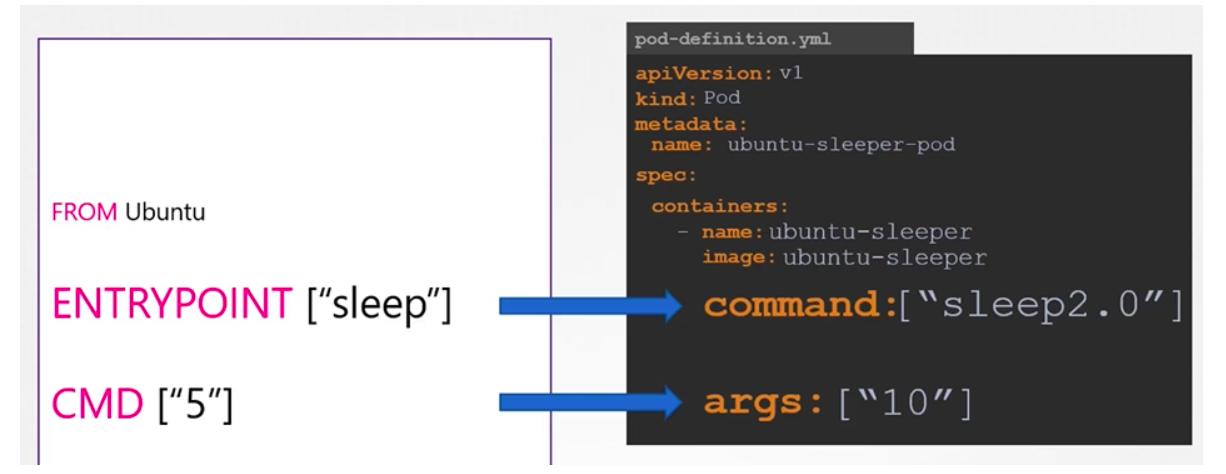 FROM Ubuntu
ENTRYPOINT [“sleep”]
CMD [“5”]
pod-definition.yml
apiVersion: v1
kind: Pod
metadata:
name: ubuntu-sleeper-pod
spec:
containers:
- name: ubuntu-sleeper
image: ubuntu-sleeper
command:[“sleep2.0”]
args: [“10”]